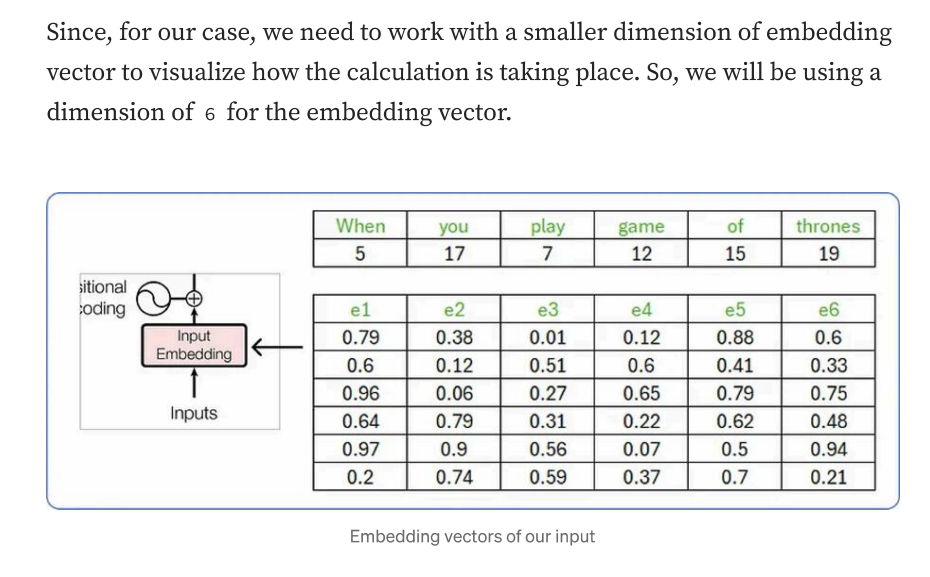 Since, for our case, we need to work with a smaller dimension of embedding
vector to visualize how the calculation is taking place. So, we will be using a
dimension of 6 for the embedding vector.
When you play game of thrones
5 17 7 12 15 19
sitional
coding
Input
Embedding
Inputs
e1 e2 e3 e4 e5 e6
0.79 0.38 0.01 0.12 0.88 0.6
0.6 0.12 0.51 0.6 0.41 0.33
0.96 0.06 0.27 0.65 0.79 0.75
0.64 0.79 0.31 0.22 0.62 0.48
0.97 0.9 0.56 0.07 0.5 0.94
0.2 0.74 0.59 0.37 0.7 0.21
Embedding vectors of our input